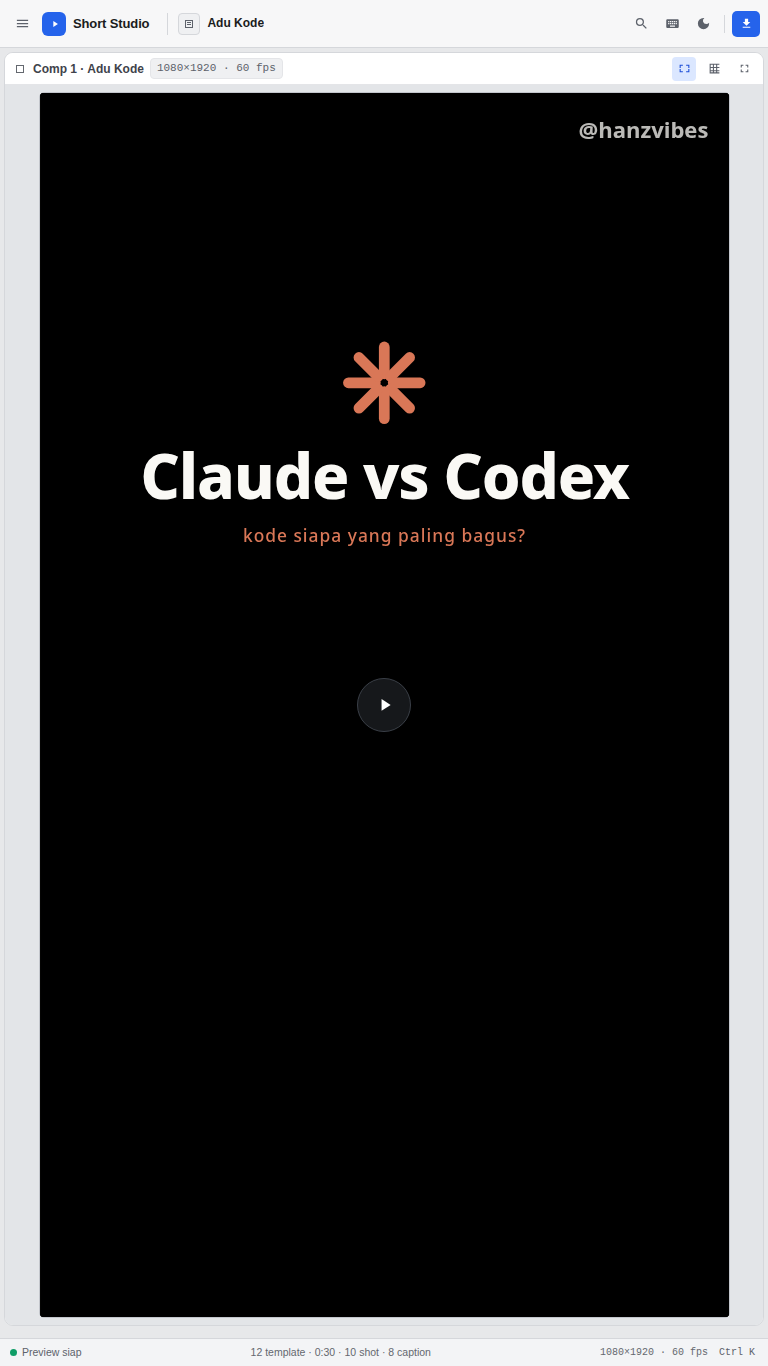 Short Studio
Adu Kode
Comp 1 · Adu Kode
1080×1920 · 60 fps
@hanzvibes
Claude vs Codex
kode siapa yang paling bagus?
Preview siap
12 template · 0:30 · 10 shot · 8 caption
1080×1920 · 60 fps
Ctrl K